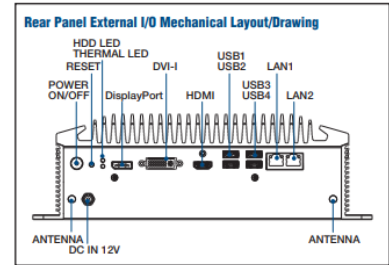 Rear Panel External I/O Mechanical Layout/Drawing
HDD LED
THERMAL LED
RESET
DVI-I
USB1
USB2
LAN1
POWER
ON/OFF
DisplayPort
HDMI
USB3
USB4
LAN2
ANTENNA
DC IN 12V
ANTENNA